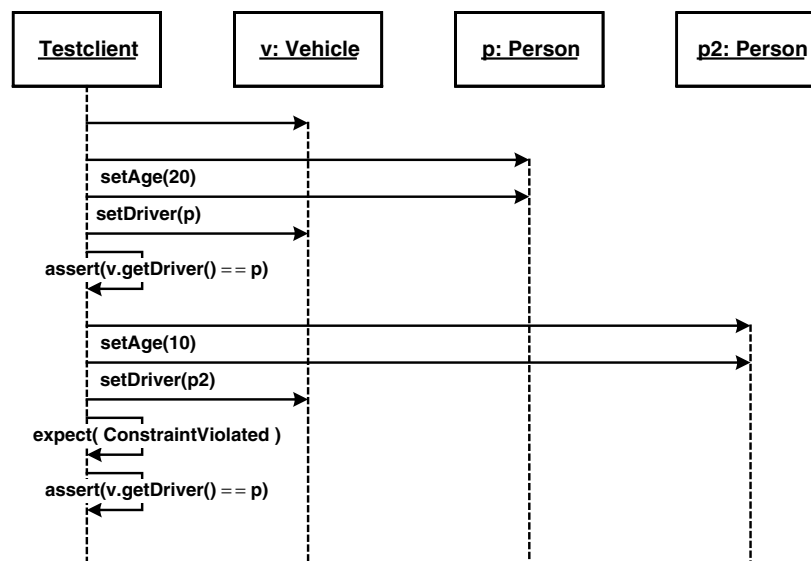 Testclient
v: Vehicle
p: Person
p2: Person
setAge(20)
setDriver(p)
assert(v.getDriver() == p)
setAge(10)
setDriver(p2)
expect( ConstraintViolated )
assert(v.getDriver() == p)